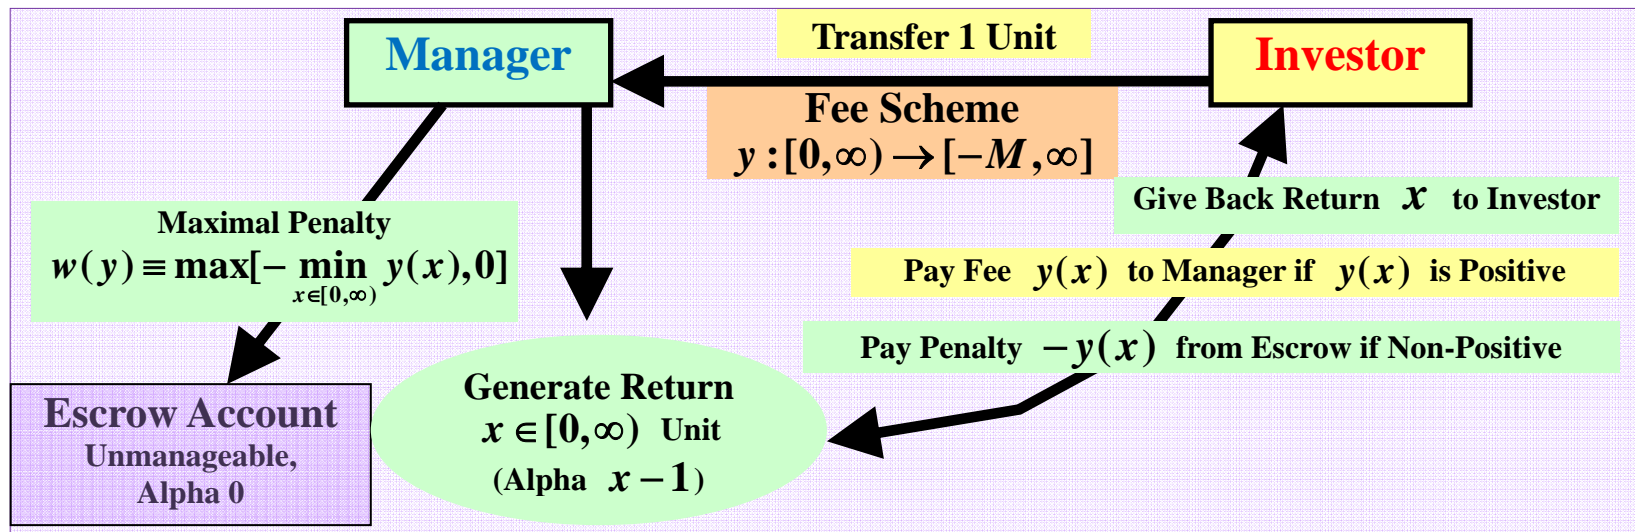 Manager
Transfer 1 Unit
Investor
Fee Scheme
y : [0, ∞) → [−M, ∞]
Maximal Penalty
w(y) ≡ max[− min y(x), 0]
x∈[0,∞)
Give Back Return x to Investor
Pay Fee y(x) to Manager if y(x) is Positive
Pay Penalty −y(x) from Escrow if Non-Positive
Escrow Account
Unmanageable,
Alpha 0
Generate Return
x ∈ [0, ∞) Unit
(Alpha x − 1)